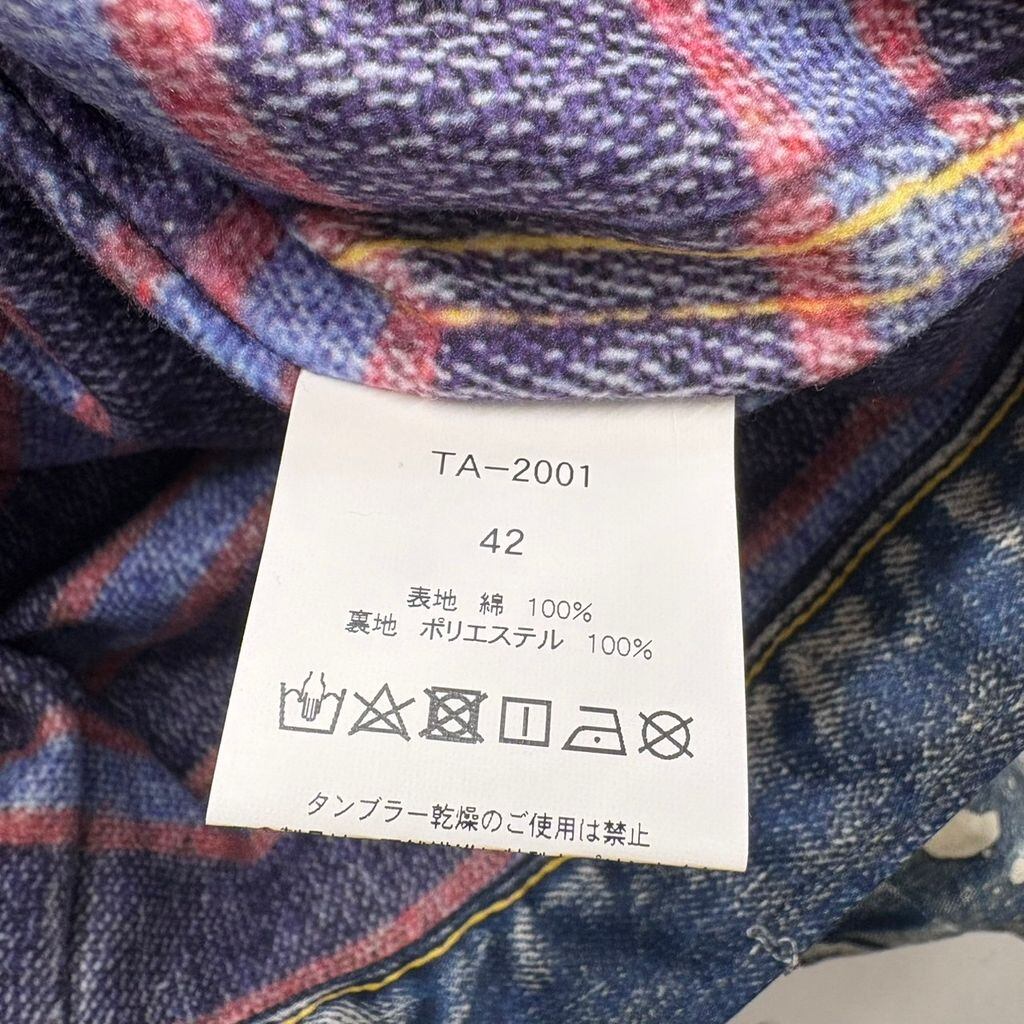 TA-2001
42
表地 綿 100%
裏地 ポリエステル 100%
タンブラー乾燥のご使用は禁止